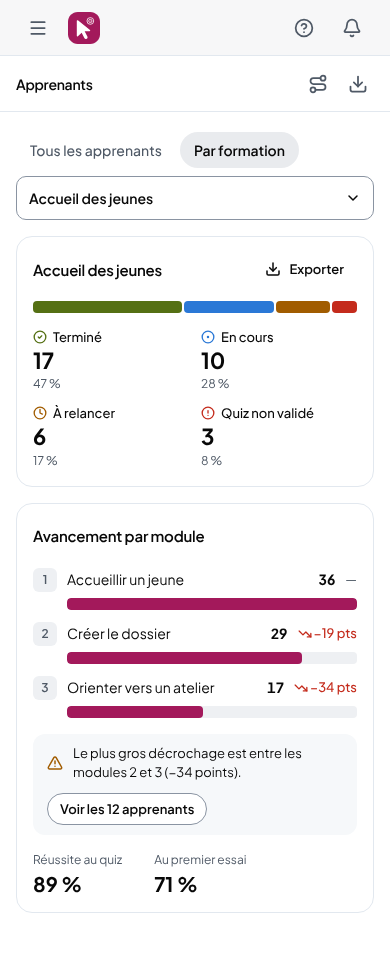 Apprenants
Tous les apprenants
Par formation
Accueil des jeunes
Accueil des jeunes
Exporter
Terminé
En cours
17
10
47 %
28 %
À relancer
Quiz non validé
6
3
17 %
8 %
Avancement par module
1 Accueillir un jeune 36 —
2 Créer le dossier 29 −19 pts
3 Orienter vers un atelier 17 −34 pts
Le plus gros décrochage est entre les
modules 2 et 3 (−34 points).
Voir les 12 apprenants
Réussite au quiz
Au premier essai
89 %
71 %